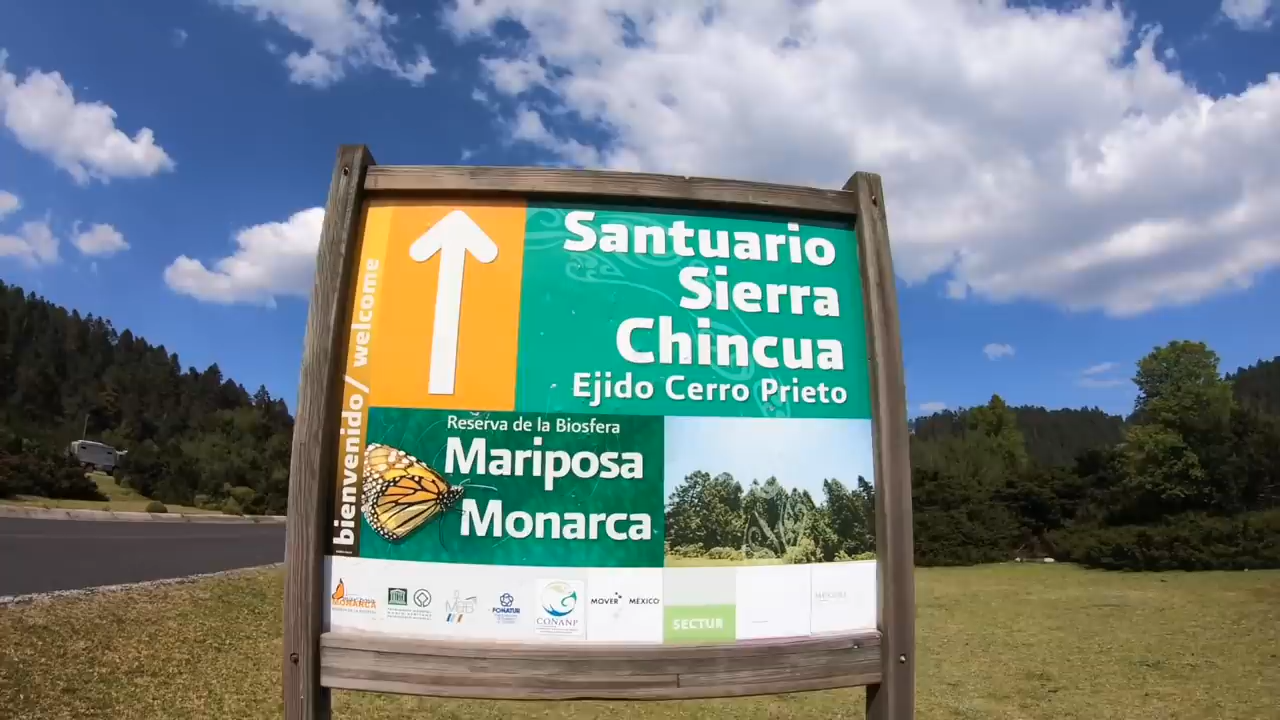 bienvenido/ welcome
Santuario
Sierra
Chincua
Ejido Cerro Prieto
Reserva de la Biosfera
Mariposa
Monarca
MONARCA
FONATUR
CONANP
MOVER MÉXICO
SECTUR